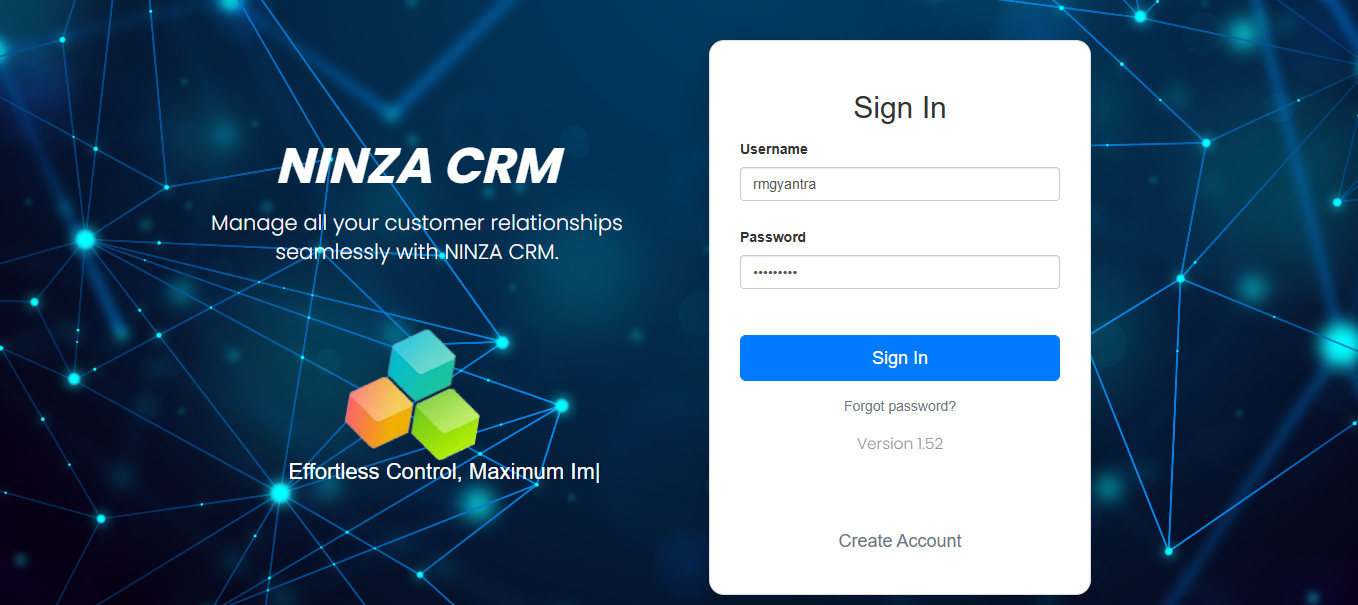 NINZA CRM
Manage all your customer relationships
seamlessly with NINZA CRM.
Effortless Control, Maximum Im|
Sign In
Username
rmgyantra
Password
•••••••••
Sign In
Forgot password?
Version 1.52
Create Account